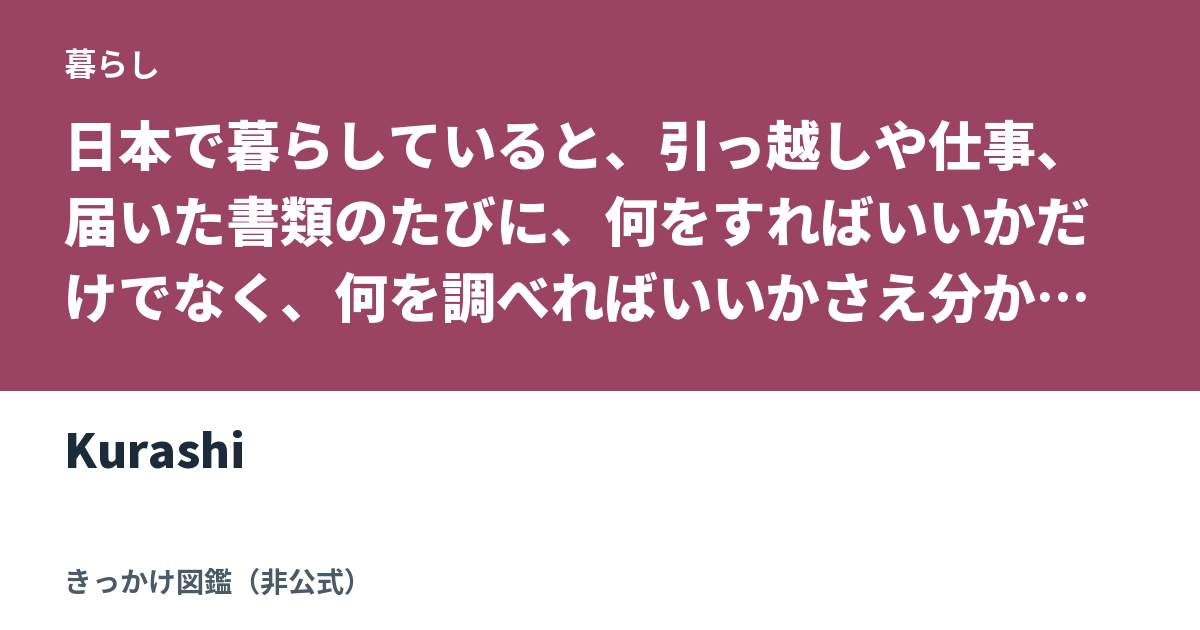 暮らし
日本で暮らしていると、引っ越しや仕事、
届いた書類のたびに、何をすればいいかだ
けでなく、何を調べればいいかさえ分か…
Kurashi
きっかけ図鑑（非公式）